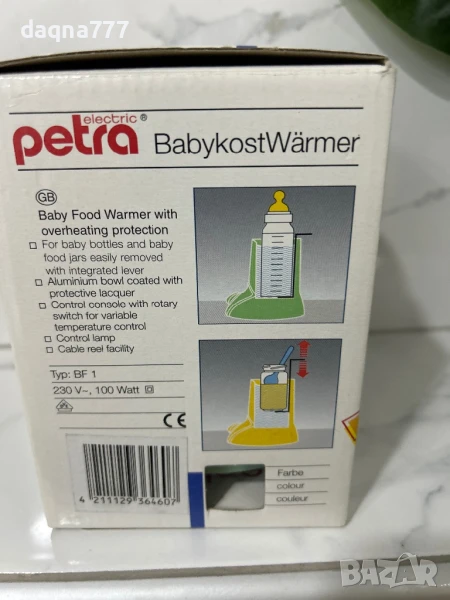 daqna777
electric
petra® BabykostWärmer
GB
Baby Food Warmer with
overheating protection
For baby bottles and baby
food jars easily removed
with integrated lever
Aluminium bowl coated with
protective lacquer
Control console with rotary
switch for variable
temperature control
Control lamp
Cable reel facility
Typ: BF 1
230 V~, 100 Watt
CE
4 211129 364607
Farbe
colour
couleur
BAZAR